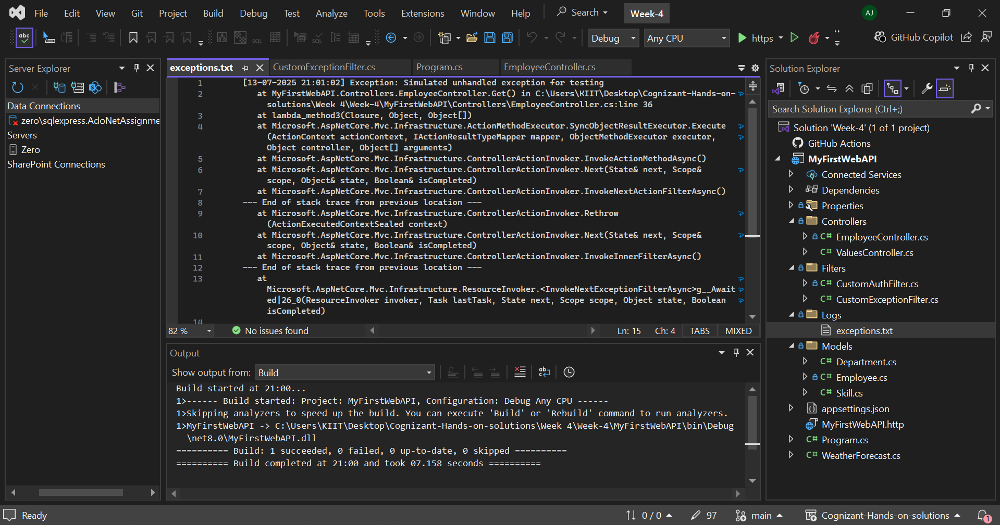 File Edit View Git Project Build Debug Test Analyze Tools Extensions Window Help Search Week-4 AJ
abc SQL SQL Debug Any CPU https GitHub Copilot
Server Explorer
Data Connections
zero\sqlexpress.AdoNetAssignme
Servers
Zero
SharePoint Connections
exceptions.txt CustomExceptionFilter.cs Program.cs EmployeeController.cs
1 [13-07-2025 21:01:02] Exception: Simulated unhandled exception for testing
2 at MyFirstWebAPI.Controllers.EmployeeController.Get() in C:\Users\KIIT\Desktop\Cognizant-Hands-on-
solutions\Week 4\Week-4\MyFirstWebAPI\Controllers\EmployeeController.cs:line 36
3 at lambda_method3(Closure, Object, Object[])
4 at Microsoft.AspNetCore.Mvc.Infrastructure.ActionMethodExecutor.SyncObjectResultExecutor.Execute
(ActionContext actionContext, IActionResultTypeMapper mapper, ObjectMethodExecutor executor,
Object controller, Object[] arguments)
5 at Microsoft.AspNetCore.Mvc.Infrastructure.ControllerActionInvoker.InvokeActionMethodAsync()
6 at Microsoft.AspNetCore.Mvc.Infrastructure.ControllerActionInvoker.Next(State& next, Scope&
scope, Object& state, Boolean& isCompleted)
7 at Microsoft.AspNetCore.Mvc.Infrastructure.ControllerActionInvoker.InvokeNextActionFilterAsync()
8 --- End of stack trace from previous location ---
9 at Microsoft.AspNetCore.Mvc.Infrastructure.ControllerActionInvoker.Rethrow
(ActionExecutedContextSealed context)
10 at Microsoft.AspNetCore.Mvc.Infrastructure.ControllerActionInvoker.Next(State& next, Scope&
scope, Object& state, Boolean& isCompleted)
11 at Microsoft.AspNetCore.Mvc.Infrastructure.ControllerActionInvoker.InvokeInnerFilterAsync()
12 --- End of stack trace from previous location ---
13 at
Microsoft.AspNetCore.Mvc.Infrastructure.ResourceInvoker.<InvokeNextExceptionFilterAsync>g__Await
ed|26_0(ResourceInvoker invoker, Task lastTask, State next, Scope scope, Object state, Boolean
isCompleted)
14
82 % No issues found Ln: 15 Ch: 4 TABS MIXED
Output
Show output from: Build
Build started at 21:00...
1>------ Build started: Project: MyFirstWebAPI, Configuration: Debug Any CPU ------
1>Skipping analyzers to speed up the build. You can execute 'Build' or 'Rebuild' command to run analyzers.
1>MyFirstWebAPI -> C:\Users\KIIT\Desktop\Cognizant-Hands-on-solutions\Week 4\Week-4\MyFirstWebAPI\bin\Debug
\net8.0\MyFirstWebAPI.dll
========== Build: 1 succeeded, 0 failed, 0 up-to-date, 0 skipped ==========
========== Build completed at 21:00 and took 07.158 seconds ==========
Solution Explorer
Search Solution Explorer (Ctrl+;)
Solution 'Week-4' (1 of 1 project)
GitHub Actions
MyFirstWebAPI
Connected Services
Dependencies
Properties
Controllers
C# EmployeeController.cs
C# ValuesController.cs
Filters
C# CustomAuthFilter.cs
C# CustomExceptionFilter.cs
Logs
exceptions.txt
Models
C# Department.cs
C# Employee.cs
C# Skill.cs
appsettings.json
MyFirstWebAPI.http
C# Program.cs
C# WeatherForecast.cs
Ready 0 / 0 97 main Cognizant-Hands-on-solutions 1